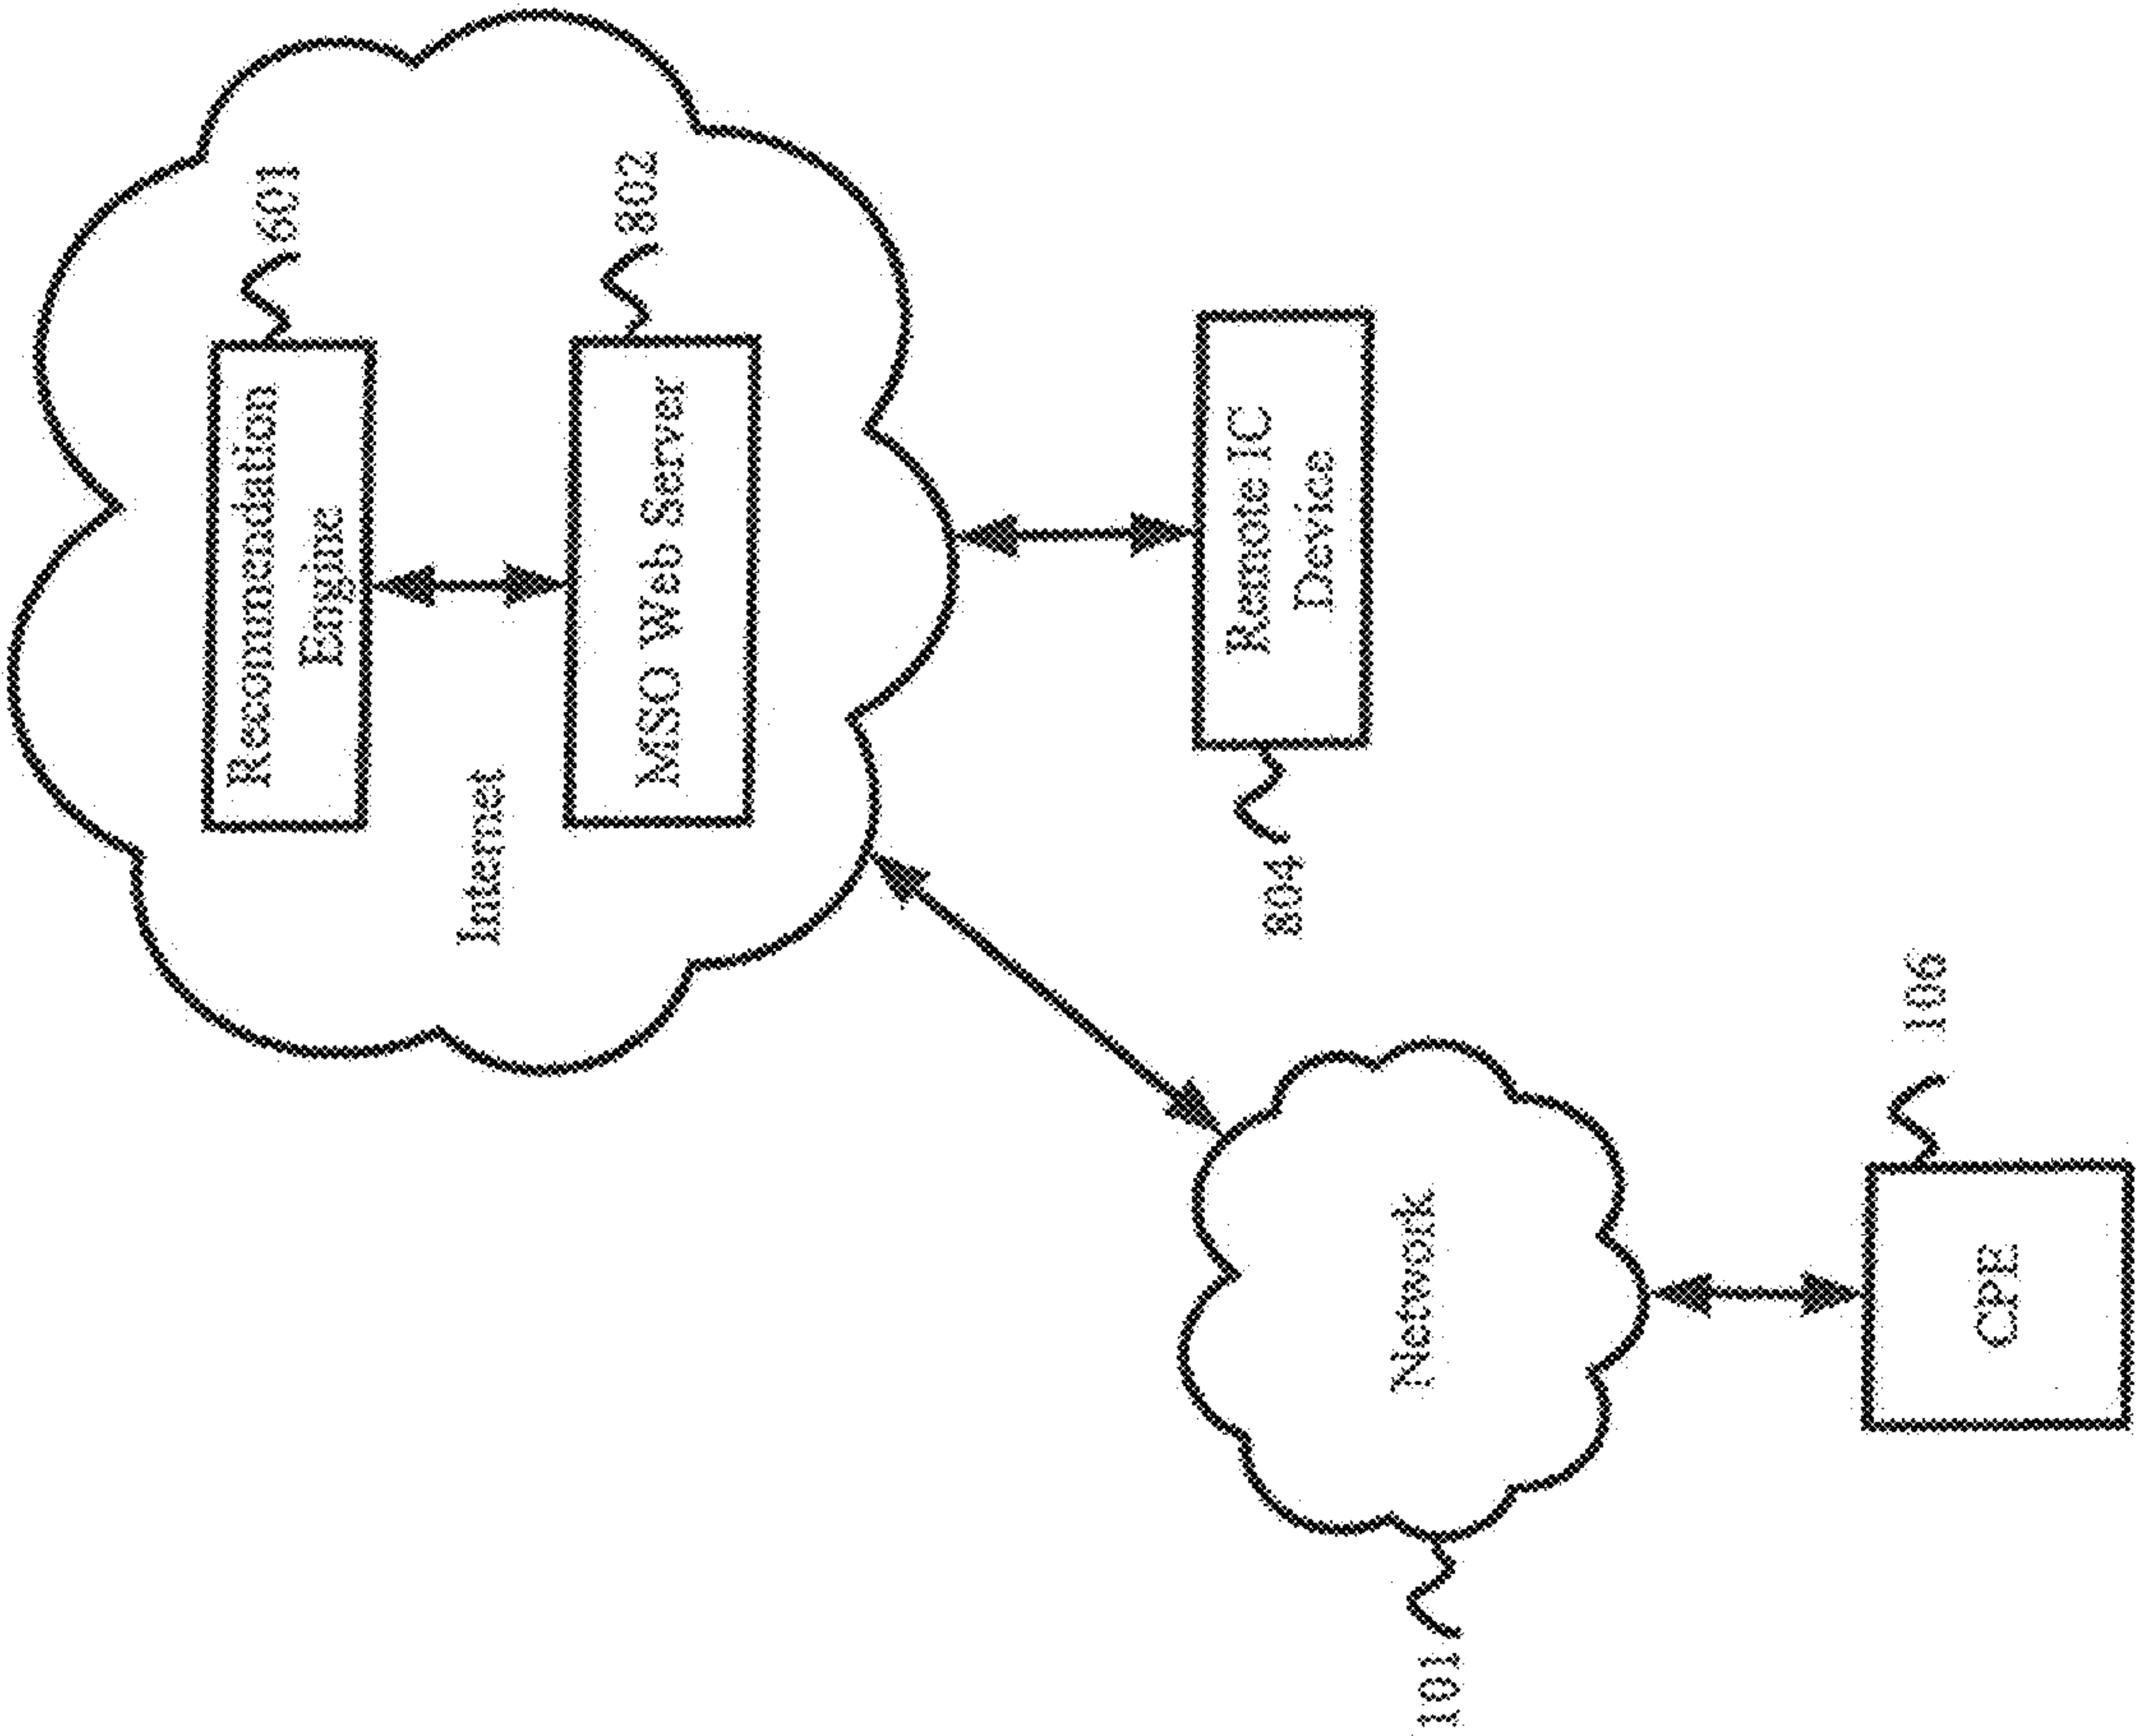 Recommendation
Engine
601
Internet
MSO Web Server
802
Remote IC
Device
804
Network
101
CPE
106